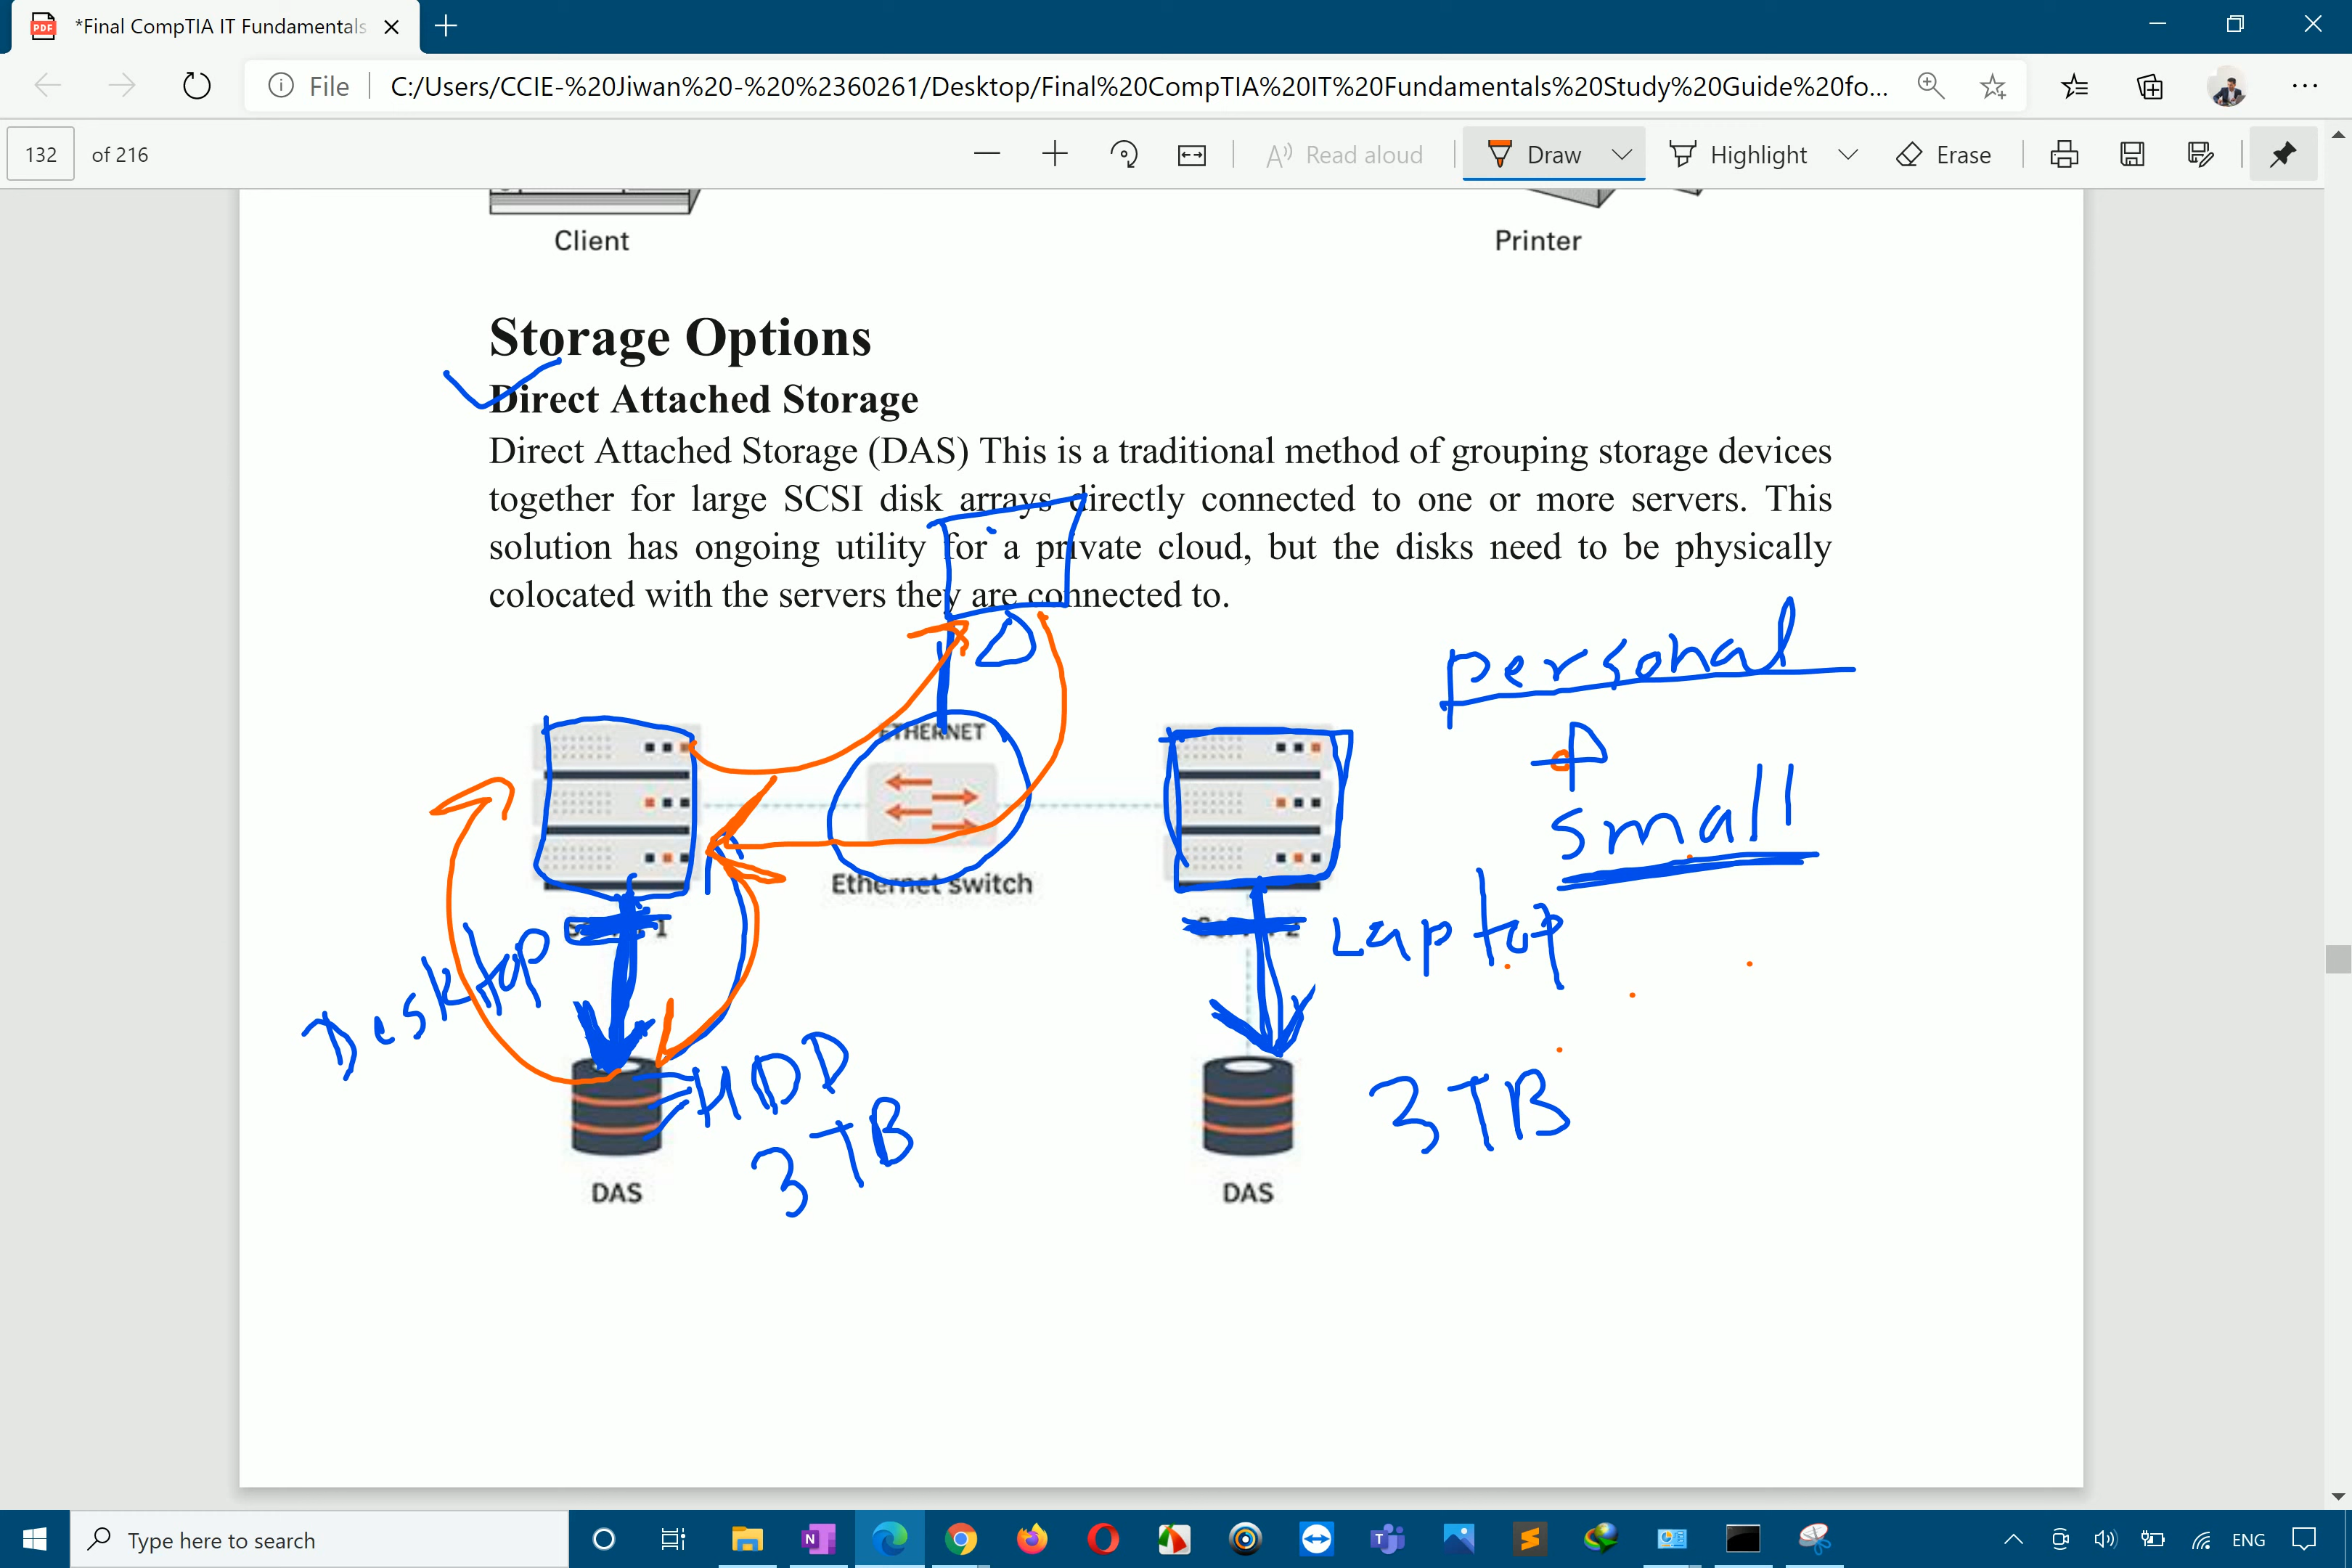 *Final CompTIA IT Fundamentals
File
C:/Users/CCIE-%20Jiwan%20-%20%2360261/Desktop/Final%20CompTIA%20IT%20Fundamentals%20Study%20Guide%20fo...
132 of 216
Read aloud
Draw
Highlight
Erase
Client
Printer
Storage Options
Direct Attached Storage
Direct Attached Storage (DAS) This is a traditional method of grouping storage devices
together for large SCSI disk arrays directly connected to one or more servers. This
solution has ongoing utility for a private cloud, but the disks need to be physically
colocated with the servers they are connected to.
personal
small
ETHERNET
Ethernet switch
Desktop
Laptop
HDD
3 TB
3 TB
DAS
DAS
Type here to search
ENG